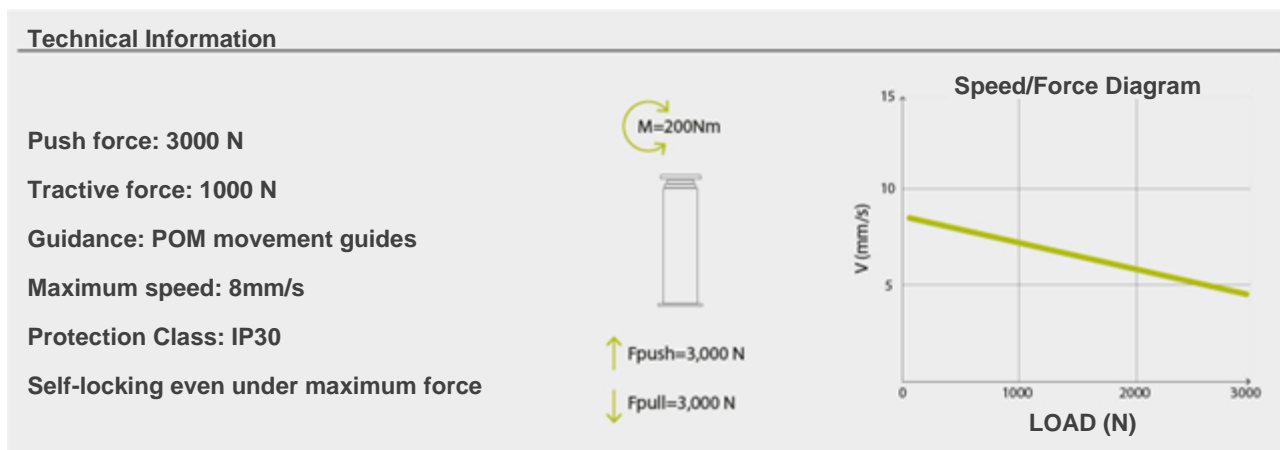 Technical Information
Push force: 3000 N
Tractive force: 1000 N
Guidance: POM movement guides
Maximum speed: 8mm/s
Protection Class: IP30
Self-locking even under maximum force
M=200Nm
Fpush=3,000 N
Fpull=3,000 N
Speed/Force Diagram
15
10
5
V (mm/s)
0
1000
2000
3000
LOAD (N)